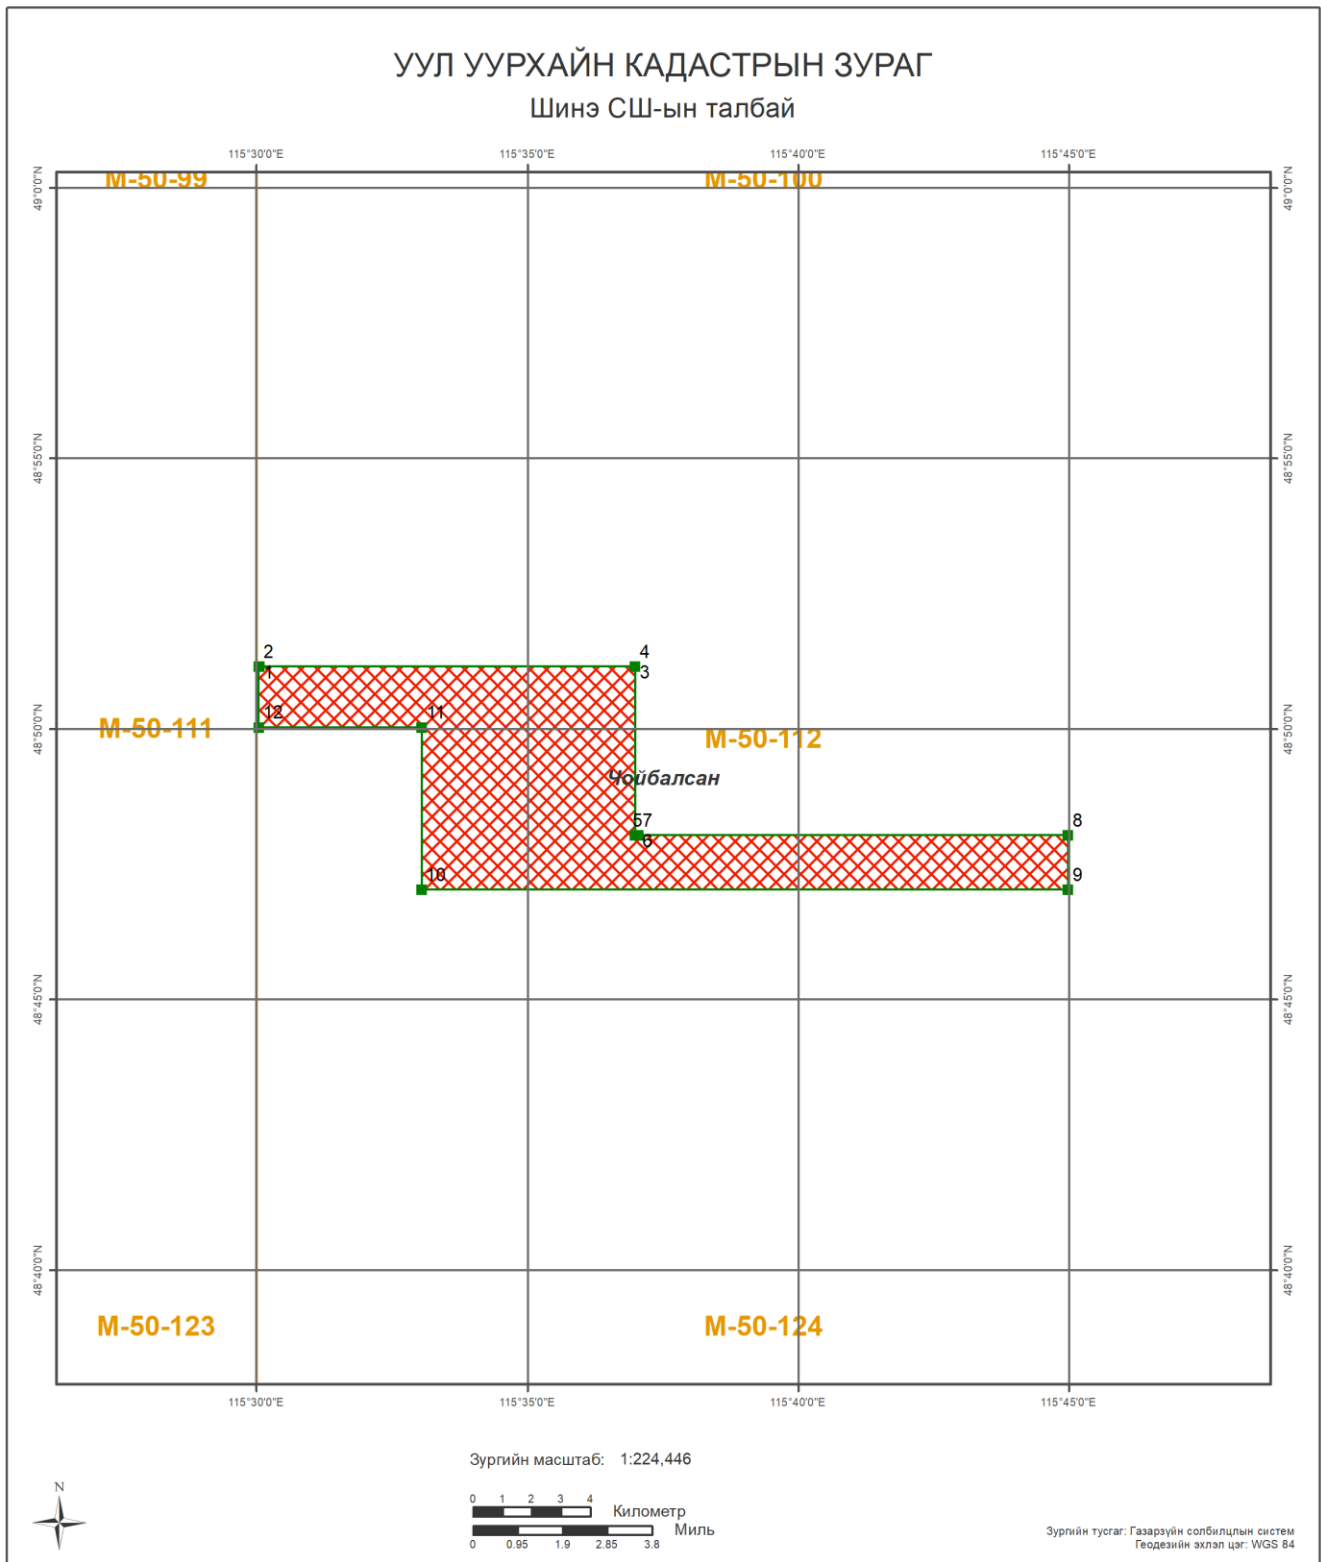 УУЛ УУРХАЙН КАДАСТРЫН ЗУРАГ
Шинэ СШ-ын талбай
115°30'0"E 115°35'0"E 115°40'0"E 115°45'0"E
M-50-99 M-50-100
49°0'0"N 49°0'0"N
48°55'0"N 48°55'0"N
2 4
1 3
12 11
48°50'0"N M-50-111 M-50-112 48°50'0"N
Чойбалсан
57 8
6
10 9
48°45'0"N 48°45'0"N
48°40'0"N 48°40'0"N
M-50-123 M-50-124
115°30'0"E 115°35'0"E 115°40'0"E 115°45'0"E
Зургийн масштаб: 1:224,446
N
0 1 2 3 4
Километр
Миль
0 0.95 1.9 2.85 3.8
Зургийн тусгаг: Газарзүйн солбилцлын систем
Геодезийн эхлэл цэг: WGS 84